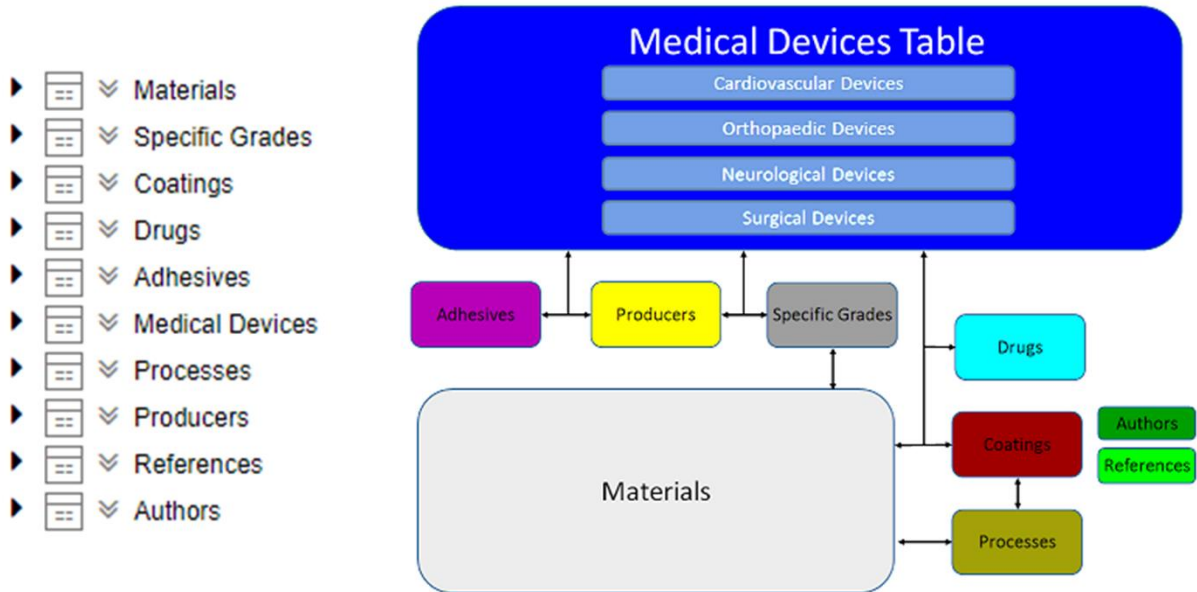 Materials
Specific Grades
Coatings
Drugs
Adhesives
Medical Devices
Processes
Producers
References
Authors
Medical Devices Table
Cardiovascular Devices
Orthopaedic Devices
Neurological Devices
Surgical Devices
Adhesives
Producers
Specific Grades
Drugs
Materials
Coatings
Authors
References
Processes